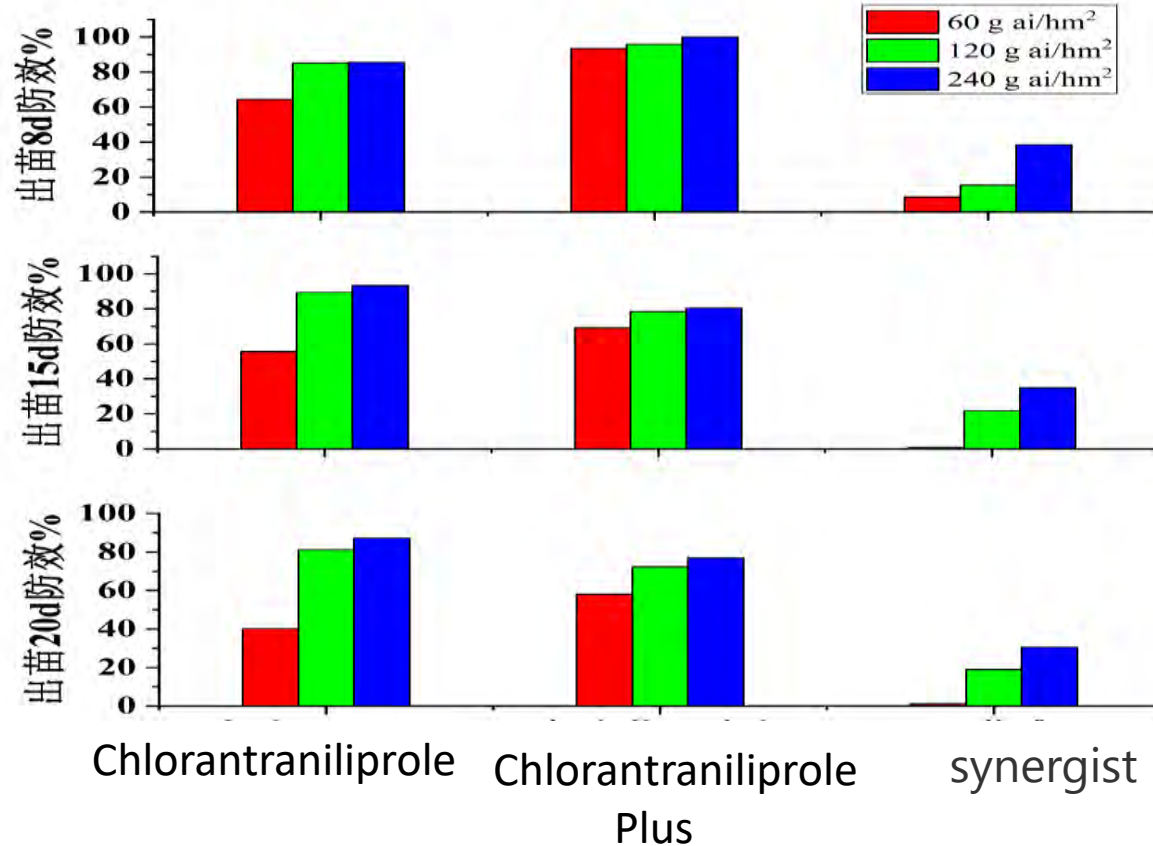 60 g ai/hm²
120 g ai/hm²
240 g ai/hm²
出苗8d防效%
100
80
60
40
20
0
出苗15d防效%
100
80
60
40
20
0
出苗20d防效%
100
80
60
40
20
0
Chlorantraniliprole
Chlorantraniliprole
Plus
synergist